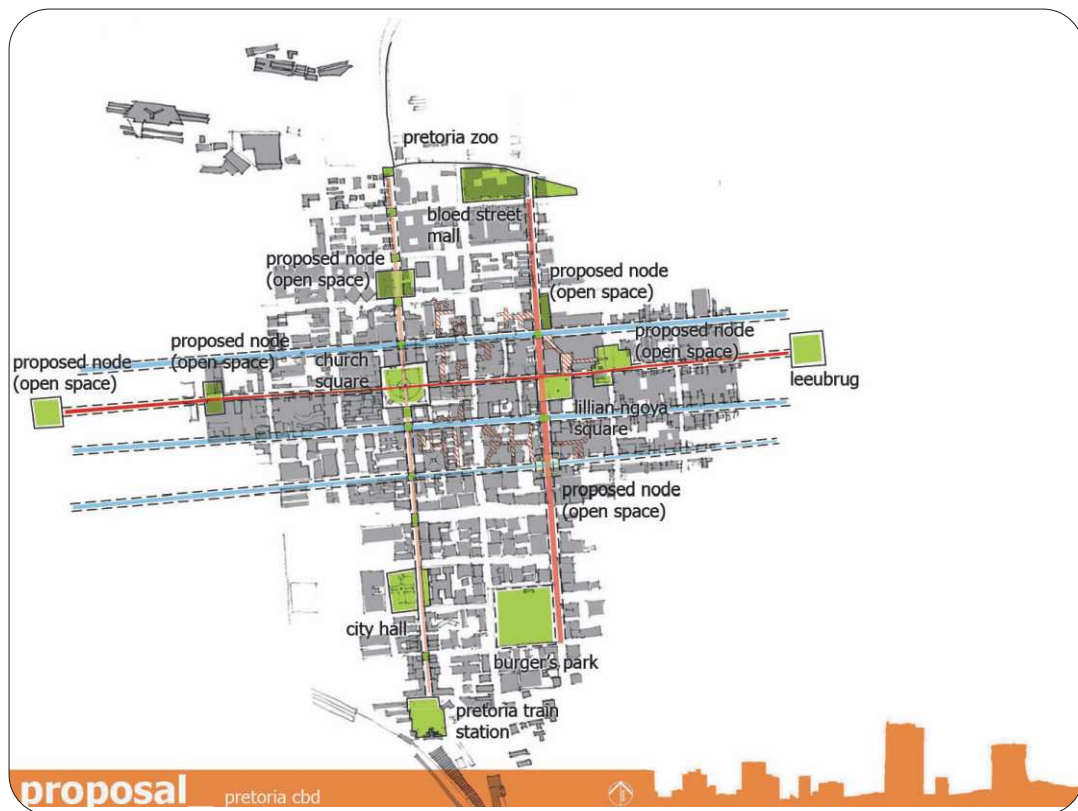 pretoria zoo
bloed street
mall
proposed node
(open space)
proposed node
(open space)
proposed node
(open space)
proposed node
(open space)
proposed node
(open space)
church
square
leeubrug
lillian ngoya
square
proposed node
(open space)
city hall
burger's park
pretoria train
station
proposal_ pretoria cbd